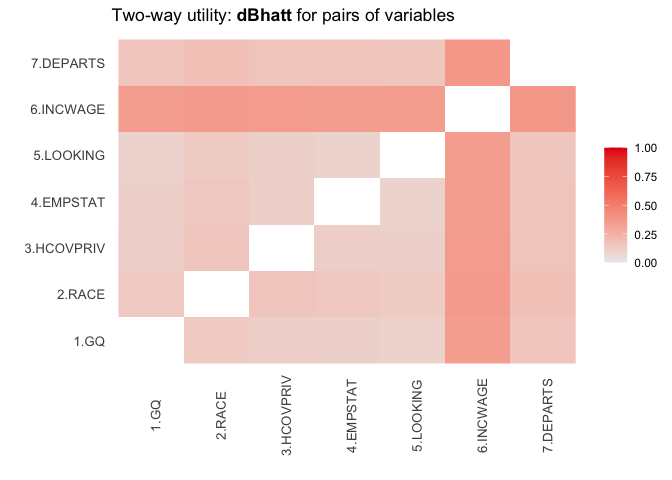 Two-way utility: dBhatt for pairs of variables
7.DEPARTS
6.INCWAGE
5.LOOKING
4.EMPSTAT
3.HCOVPRIV
2.RACE
1.GQ
1.00
0.75
0.50
0.25
0.00
1.GQ
2.RACE
3.HCOVPRIV
4.EMPSTAT
5.LOOKING
6.INCWAGE
7.DEPARTS